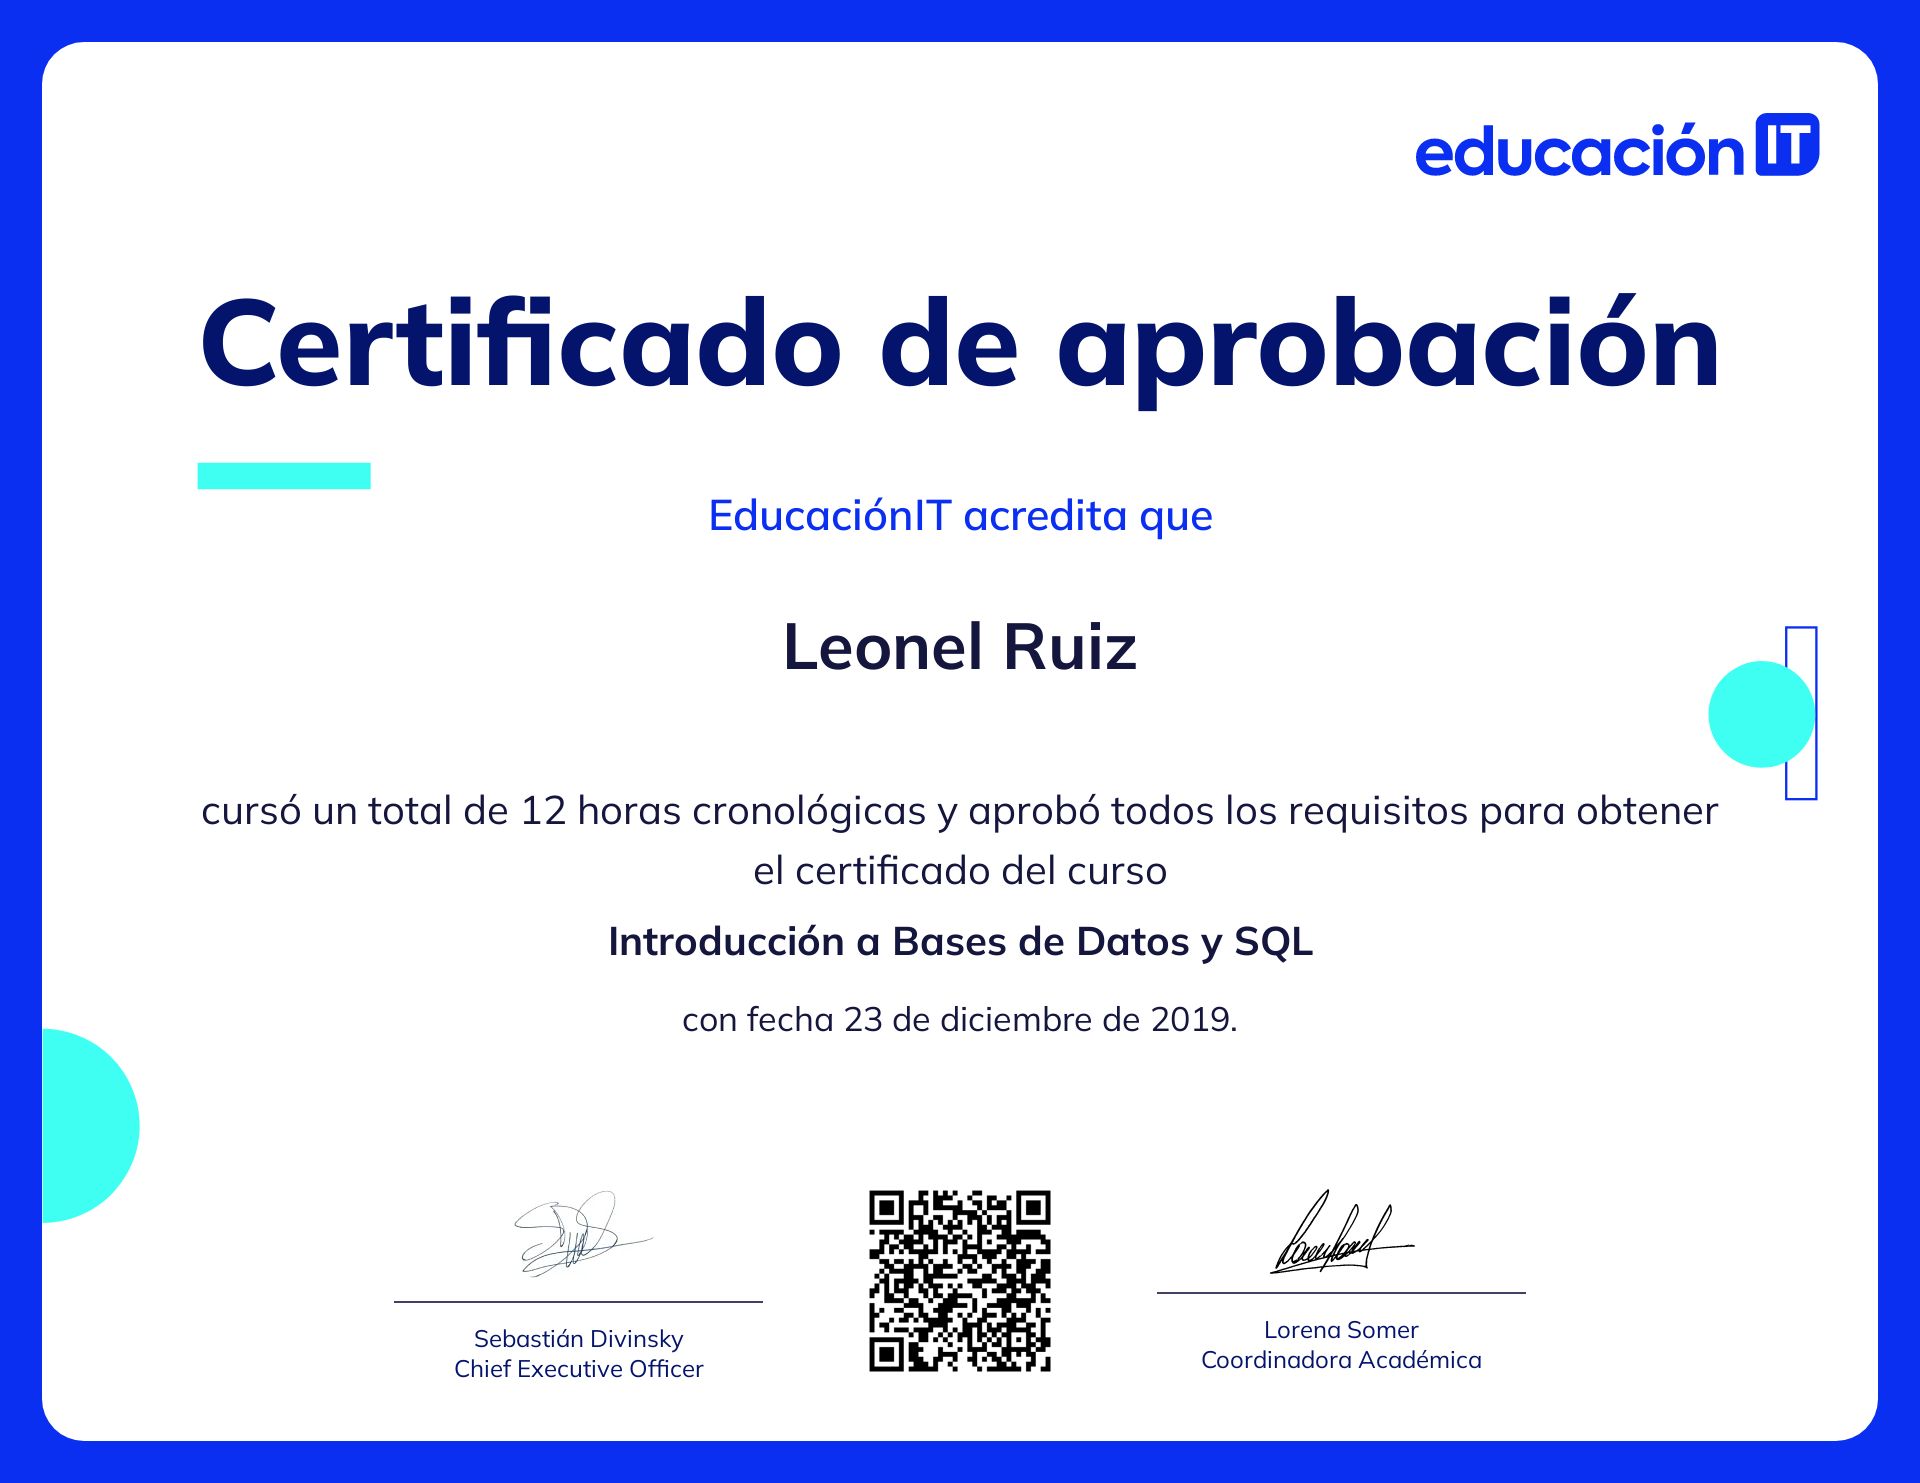 educación IT
Certificado de aprobación
EducaciónIT acredita que
Leonel Ruiz
cursó un total de 12 horas cronológicas y aprobó todos los requisitos para obtener
el certificado del curso
Introducción a Bases de Datos y SQL
con fecha 23 de diciembre de 2019.
Sebastián Divinsky
Chief Executive Officer
Lorena Somer
Coordinadora Académica